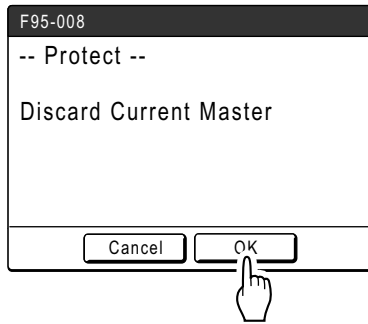 F95-008
-- Protect --
Discard Current Master
Cancel OK